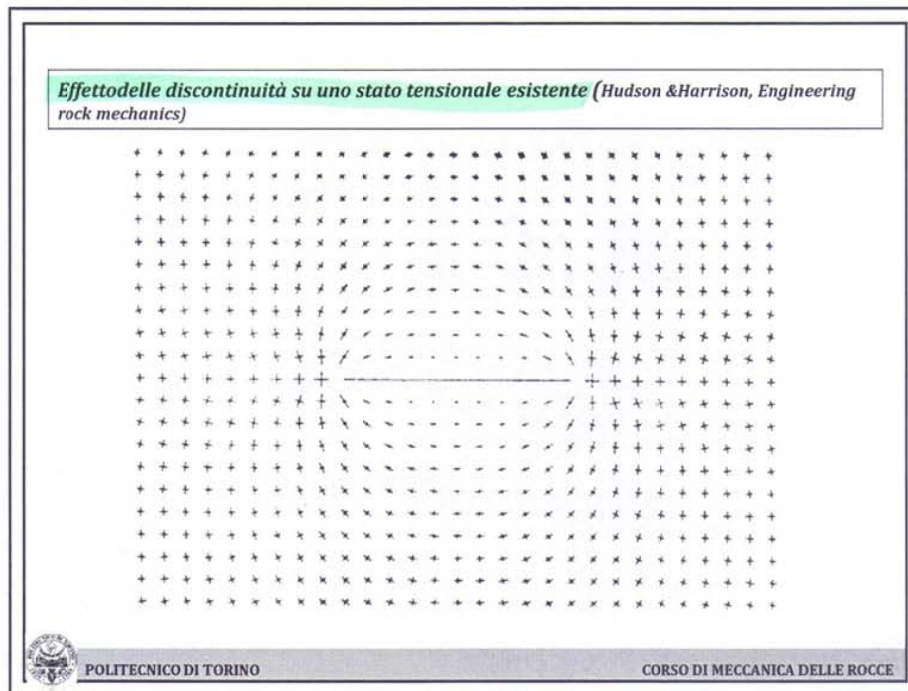 Effettodelle discontinuità su uno stato tensionale esistente (Hudson &Harrison, Engineering
rock mechanics)
POLITECNICO DI TORINO
CORSO DI MECCANICA DELLE ROCCE